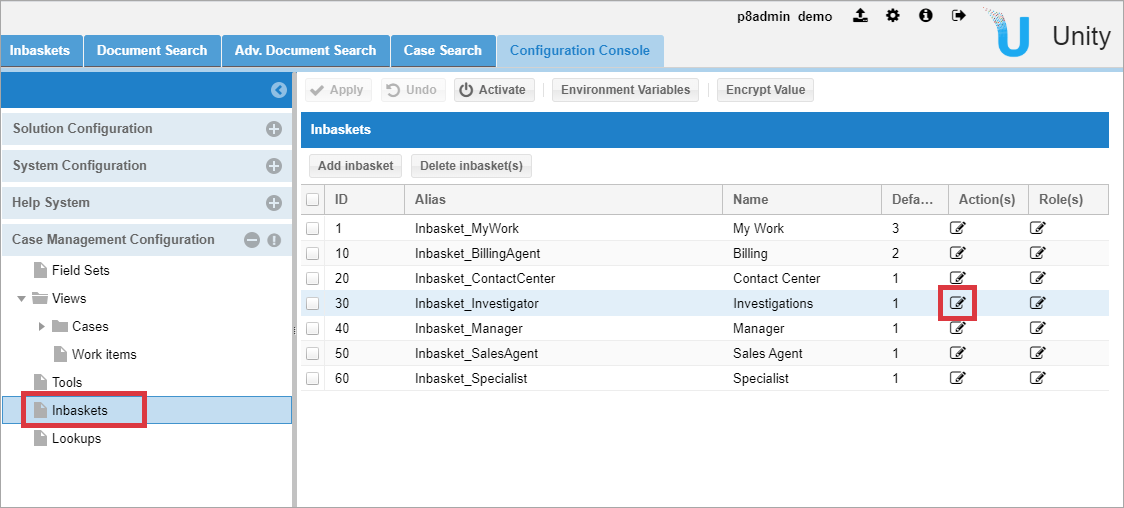 p8admin demo
Unity
Inbaskets Document Search Adv. Document Search Case Search Configuration Console
Apply Undo Activate Environment Variables Encrypt Value
Solution Configuration
System Configuration
Help System
Case Management Configuration
Field Sets
Views
Cases
Work items
Tools
Inbaskets
Lookups
Inbaskets
Add inbasket Delete inbasket(s)
ID Alias Name Defa... Action(s) Role(s)
1 Inbasket_MyWork My Work 3
10 Inbasket_BillingAgent Billing 2
20 Inbasket_ContactCenter Contact Center 1
30 Inbasket_Investigator Investigations 1
40 Inbasket_Manager Manager 1
50 Inbasket_SalesAgent Sales Agent 1
60 Inbasket_Specialist Specialist 1